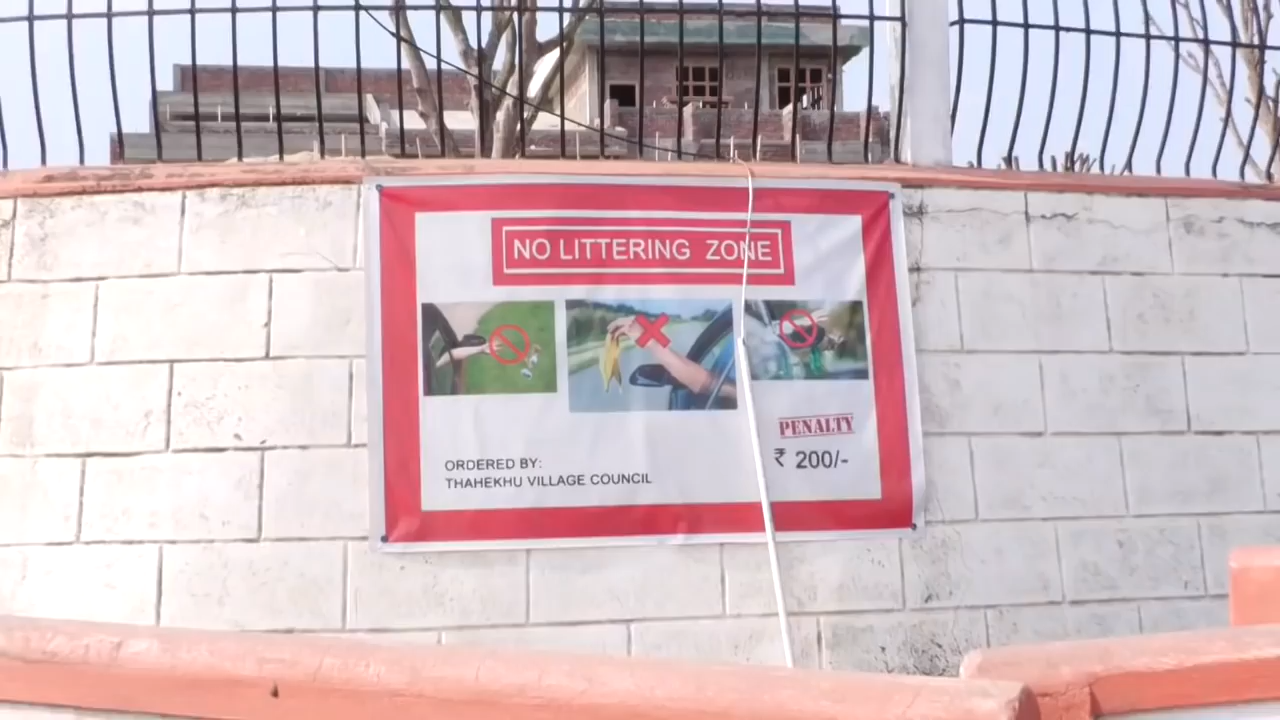 NO LITTERING ZONE
PENALTY
₹ 200/-
ORDERED BY:
THAHEKHU VILLAGE COUNCIL